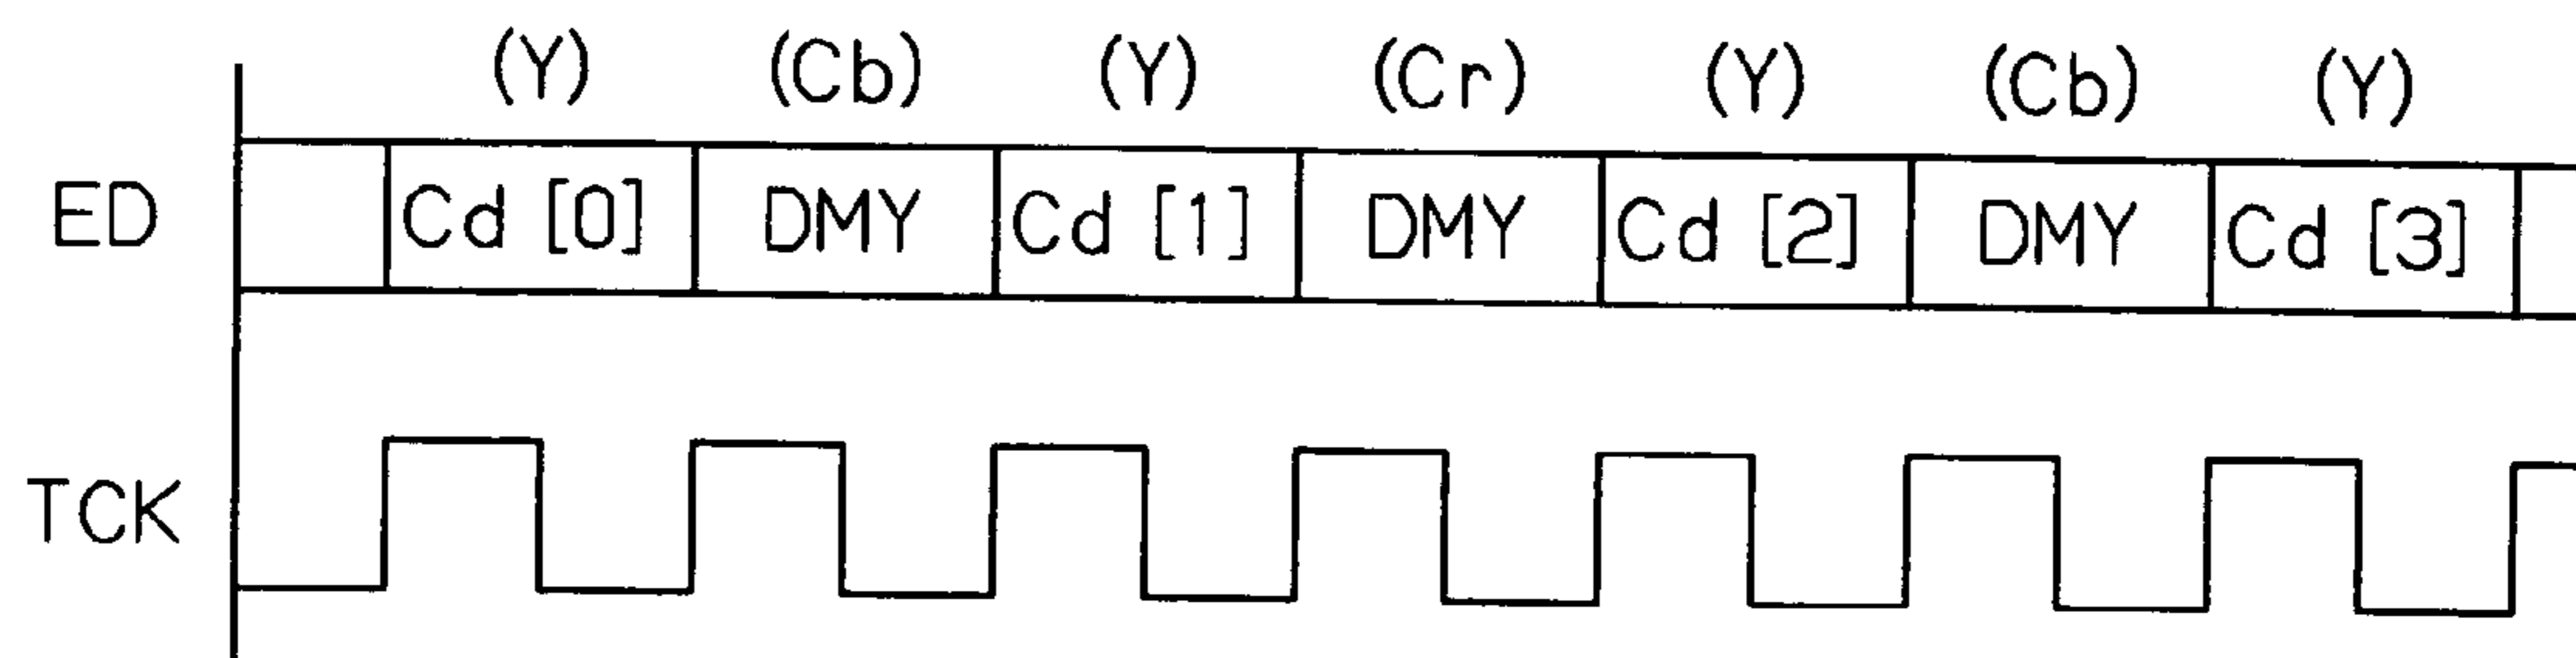 (Y) (Cb) (Y) (Cr) (Y) (Cb) (Y)
ED Cd [0] DMY Cd [1] DMY Cd [2] DMY Cd [3]
TCK